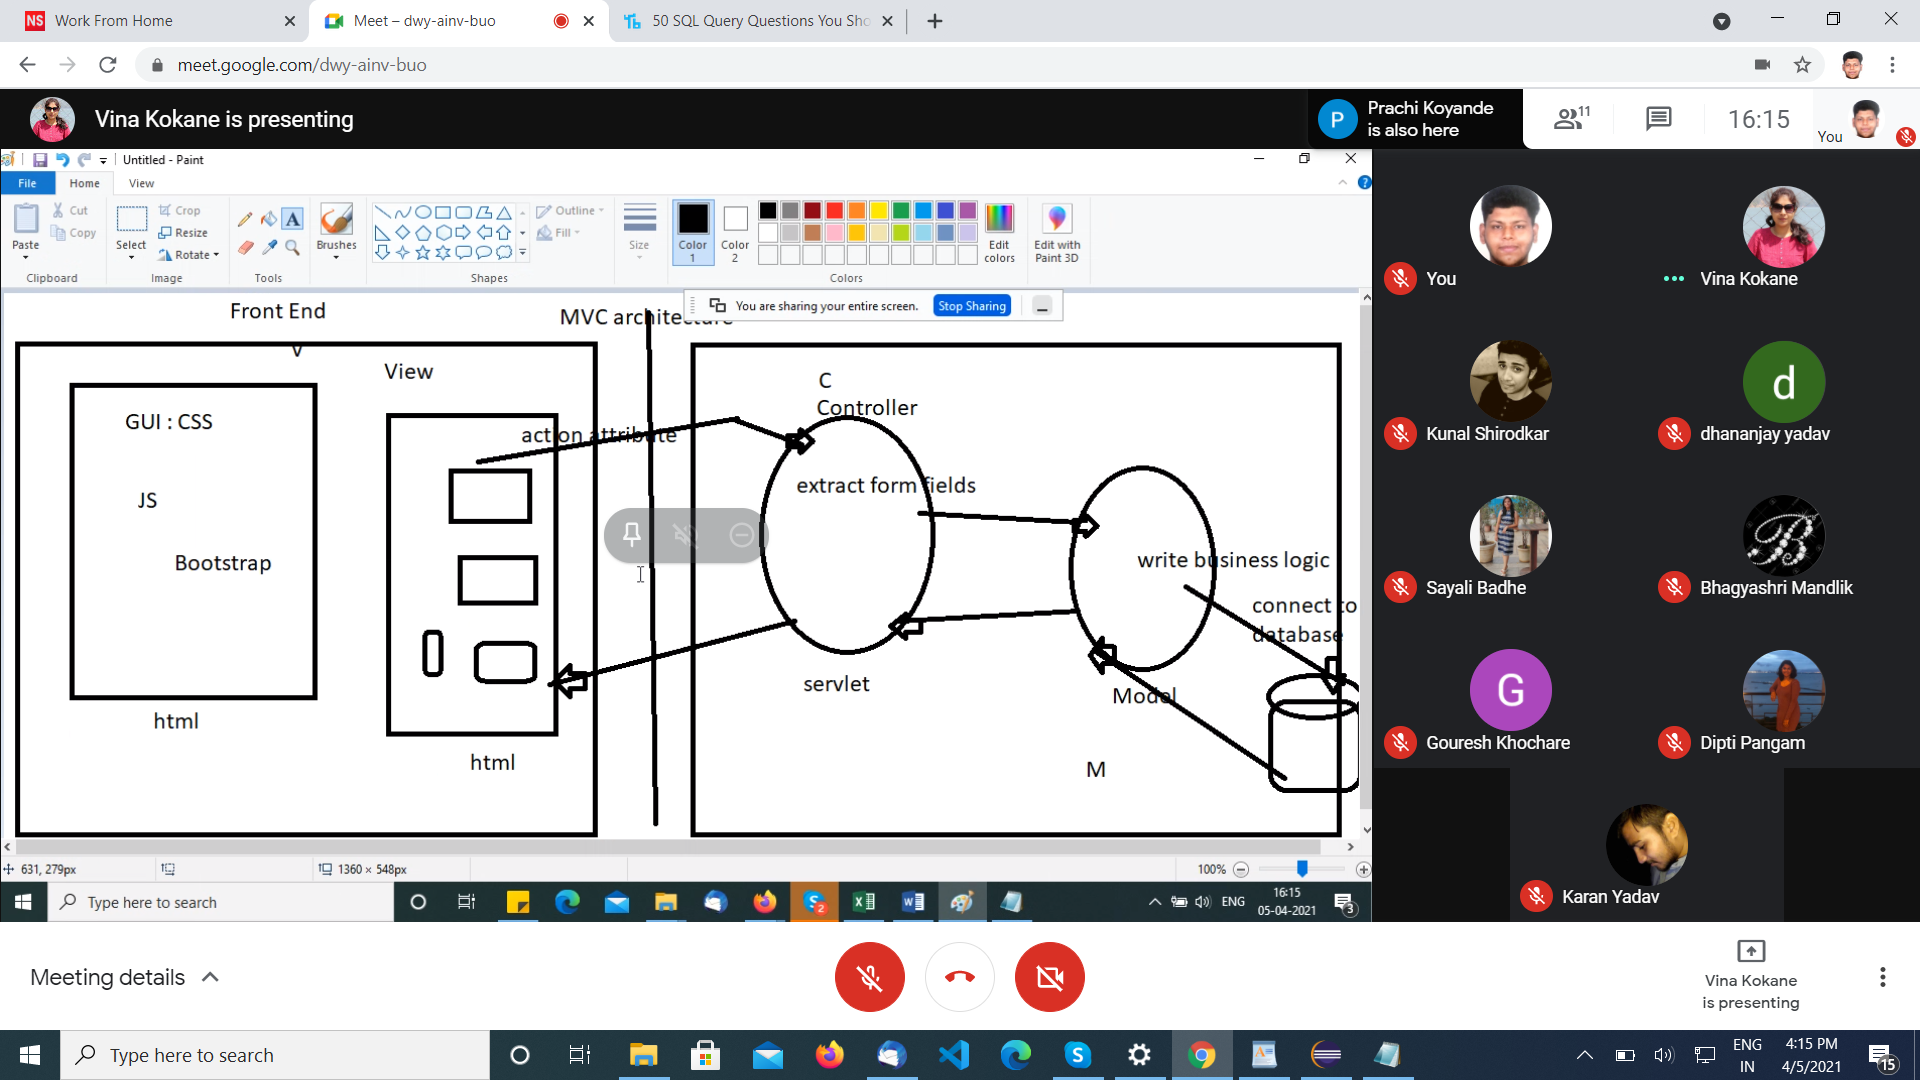 NS Work From Home
Meet – dwy-ainv-buo
50 SQL Query Questions You Sho
meet.google.com/dwy-ainv-buo
Vina Kokane is presenting
P
Prachi Koyande
is also here
11
16:15
You
Untitled - Paint
File
Home
View
Paste
Cut
Copy
Clipboard
Select
Crop
Resize
Rotate
Image
A
Tools
Brushes
Shapes
Outline
Fill
Size
Color
1
Color
2
Colors
Edit
colors
Edit with
Paint 3D
You are sharing your entire screen.
Stop Sharing
Front End
MVC architecture
V
View
GUI : CSS
JS
Bootstrap
html
html
action attribute
C
Controller
extract form fields
servlet
write business logic
connect to
database
Model
M
631, 279px
1360 × 548px
100%
Type here to search
2
ENG
16:15
05-04-2021
3
You
Vina Kokane
Kunal Shirodkar
d
dhananjay yadav
Sayali Badhe
Bhagyashri Mandlik
G
Gouresh Khochare
Dipti Pangam
Karan Yadav
Meeting details
Vina Kokane
is presenting
Type here to search
ENG
IN
4:15 PM
4/5/2021
15